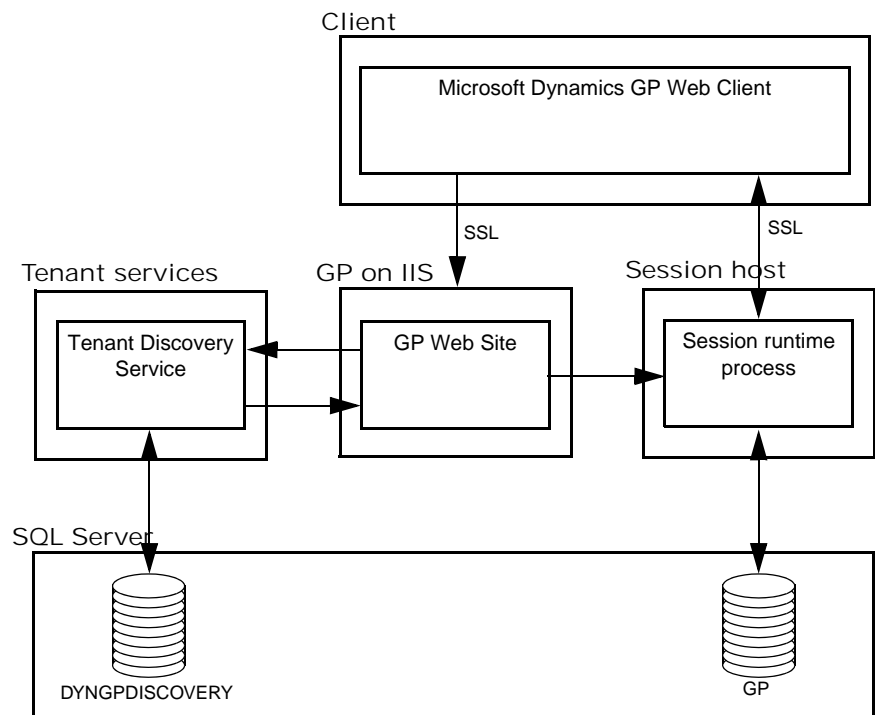 Client
Microsoft Dynamics GP Web Client
SSL
SSL
Tenant services
GP on IIS
Session host
Tenant Discovery
Service
GP Web Site
Session runtime
process
SQL Server
DYNGPDISCOVERY
GP